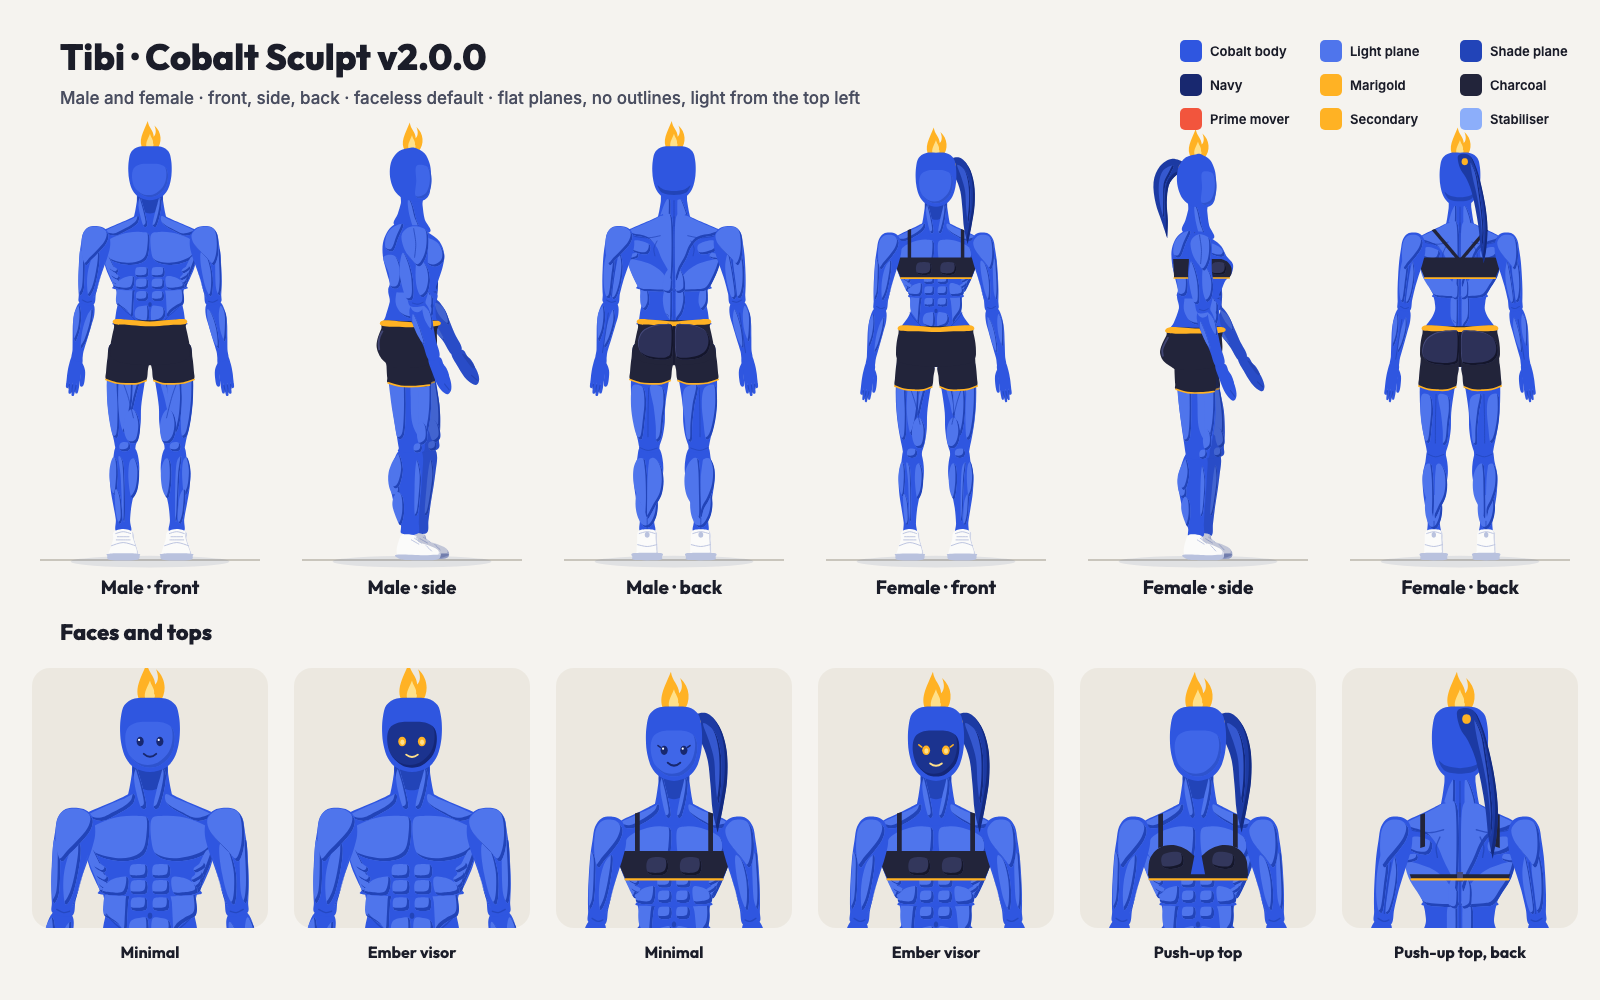 Tibi · Cobalt Sculpt v2.0.0
Male and female · front, side, back · faceless default · flat planes, no outlines, light from the top left
Cobalt body
Light plane
Shade plane
Navy
Marigold
Charcoal
Prime mover
Secondary
Stabiliser
Male · front
Male · side
Male · back
Female · front
Female · side
Female · back
Faces and tops
Minimal
Ember visor
Minimal
Ember visor
Push-up top
Push-up top, back